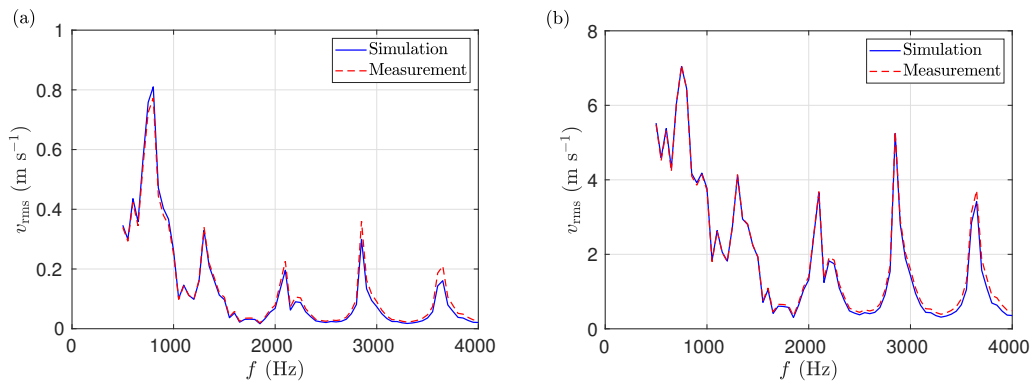 (a)
1
0.8
0.6
0.4
0.2
0
v_rms (m s⁻¹)
Simulation
Measurement
0 1000 2000 3000 4000
f (Hz)
(b)
8
6
4
2
0
v_rms (m s⁻¹)
Simulation
Measurement
0 1000 2000 3000 4000
f (Hz)